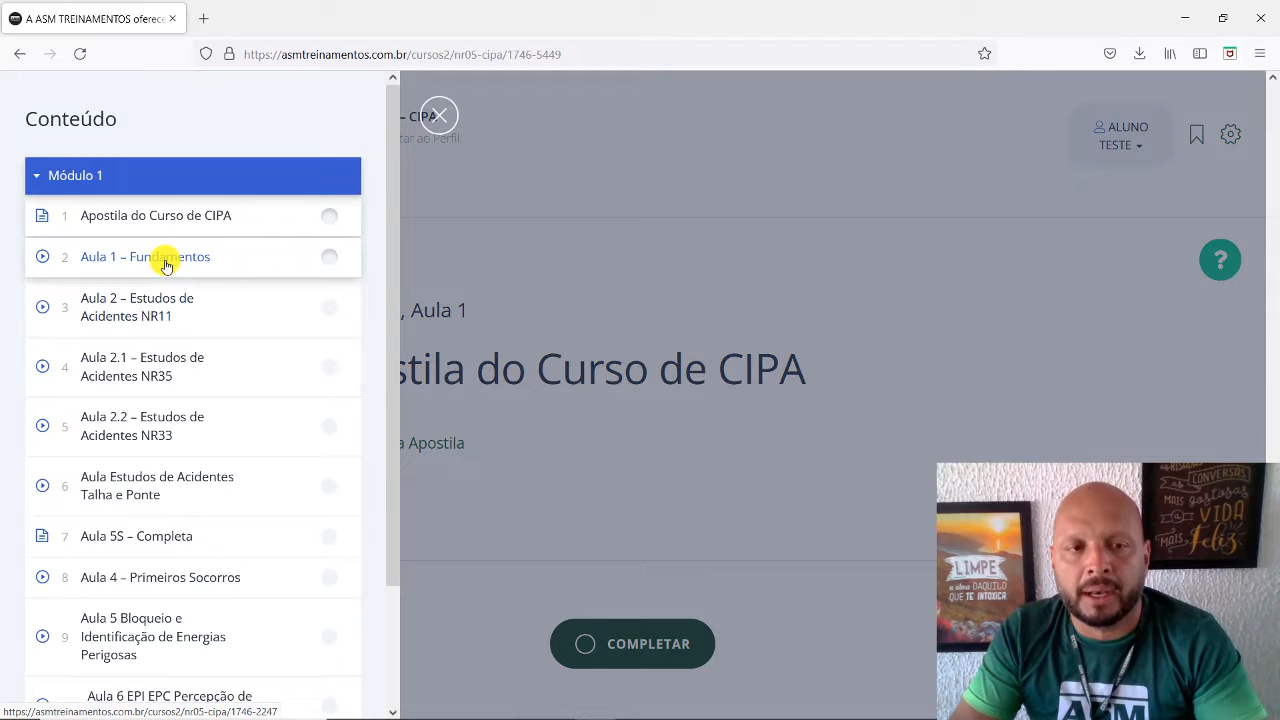 A ASM TREINAMENTOS oferece
https://asmtreinamentos.com.br/cursos2/nr05-cipa/1746-5449
Conteúdo
Módulo 1
1 Apostila do Curso de CIPA
2 Aula 1 – Fundamentos
3 Aula 2 – Estudos de
Acidentes NR11
4 Aula 2.1 – Estudos de
Acidentes NR35
5 Aula 2.2 – Estudos de
Acidentes NR33
6 Aula Estudos de Acidentes
Talha e Ponte
7 Aula 5S – Completa
8 Aula 4 – Primeiros Socorros
9 Aula 5 Bloqueio e
Identificação de Energias
Perigosas
Aula 6 EPI EPC Percepção de
https://asmtreinamentos.com.br/cursos2/nr05-cipa/1746-2247
– CIPA
tar ao Perfil
ALUNO
TESTE
?
, Aula 1
stila do Curso de CIPA
a Apostila
COMPLETAR
LIMPE
a alma DAQUILO
QUE TE INTOXICA
CONVERSAS
MAIS gostosas
a VIDA
MAIS feliz
ASM